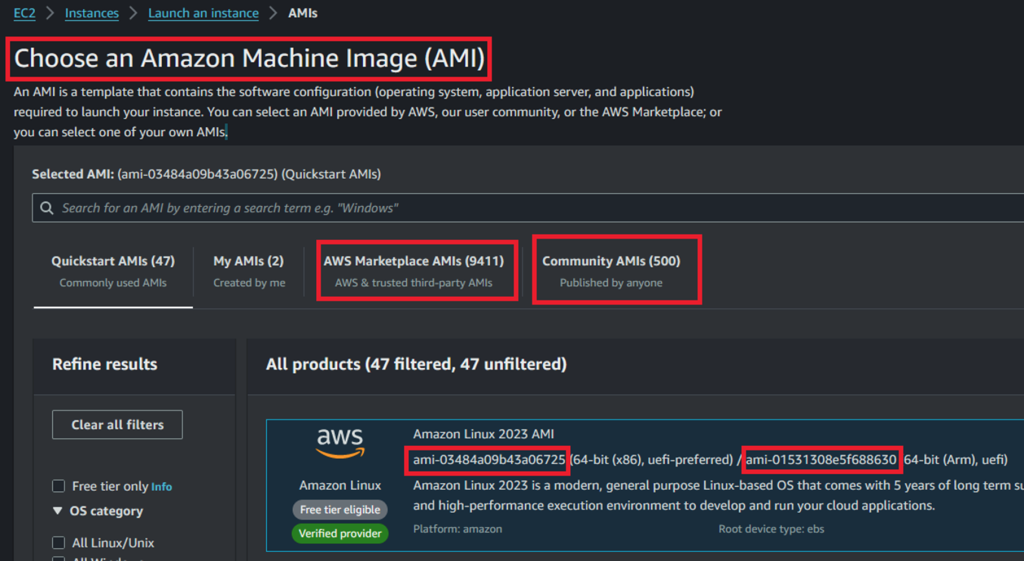 EC2 > Instances > Launch an instance > AMIs
Choose an Amazon Machine Image (AMI)
An AMI is a template that contains the software configuration (operating system, application server, and applications)
required to launch your instance. You can select an AMI provided by AWS, our user community, or the AWS Marketplace; or
you can select one of your own AMIs.
Selected AMI: (ami-03484a09b43a06725) (Quickstart AMIs)
Search for an AMI by entering a search term e.g. "Windows"
Quickstart AMIs (47)
Commonly used AMIs
My AMIs (2)
Created by me
AWS Marketplace AMIs (9411)
AWS & trusted third-party AMIs
Community AMIs (500)
Published by anyone
Refine results
Clear all filters
Free tier only Info
OS category
All Linux/Unix
All products (47 filtered, 47 unfiltered)
aws
Amazon Linux
Free tier eligible
Verified provider
Amazon Linux 2023 AMI
ami-03484a09b43a06725 (64-bit (x86), uefi-preferred) / ami-01531308e5f688630 (64-bit (Arm), uefi)
Amazon Linux 2023 is a modern, general purpose Linux-based OS that comes with 5 years of long term
and high-performance execution environment to develop and run your cloud applications.
Platform: amazon
Root device type: ebs